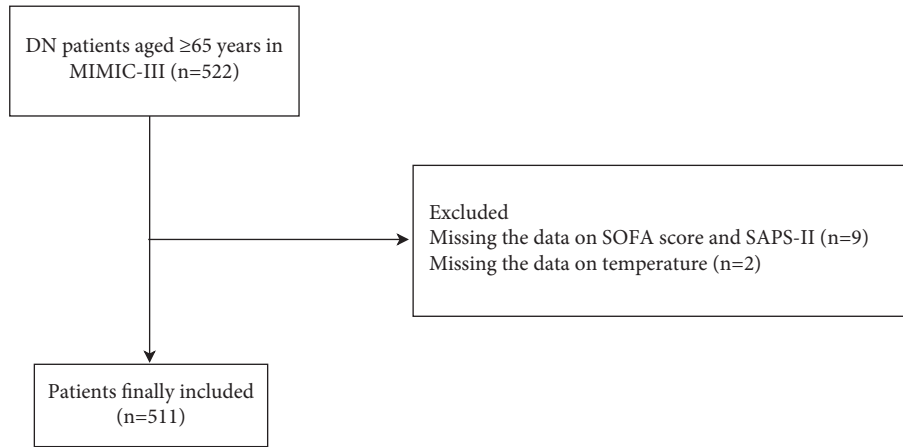 DN patients aged ≥65 years in
MIMIC-III (n=522)
Excluded
Missing the data on SOFA score and SAPS-II (n=9)
Missing the data on temperature (n=2)
Patients finally included
(n=511)